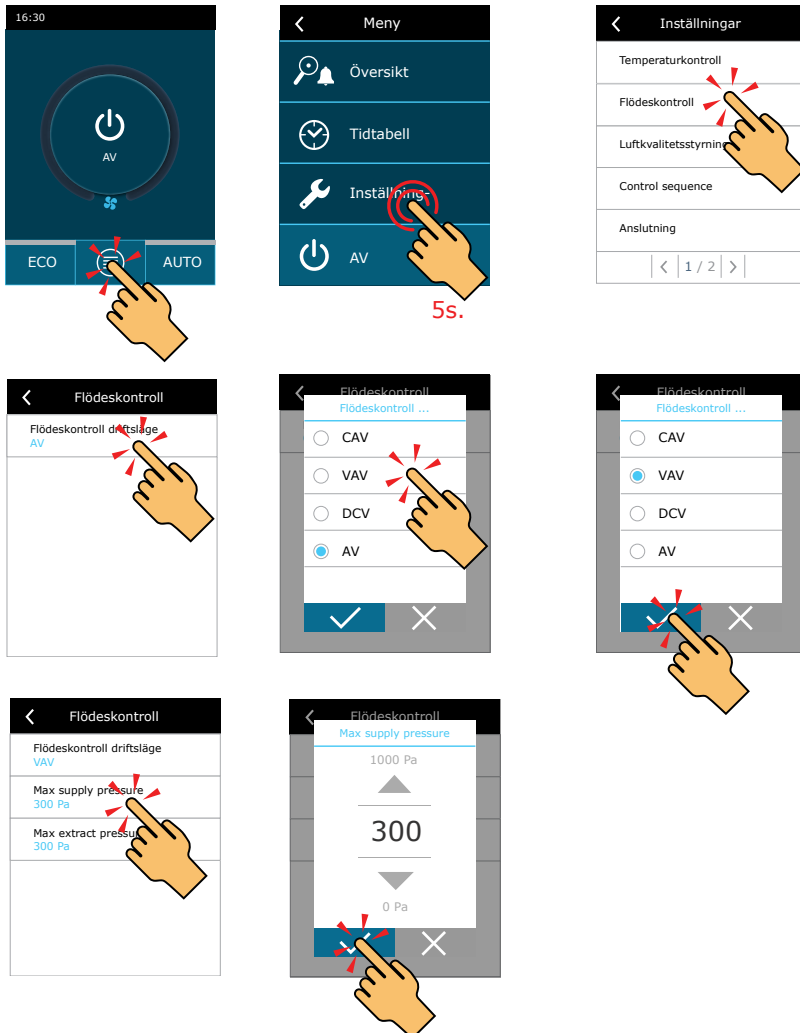 16:30
AV
ECO
AUTO
Meny
Översikt
Tidtabell
Inställning-
AV
5s.
Inställningar
Temperaturkontroll
Flödeskontroll
Luftkvalitetsstyrning
Control sequence
Anslutning
1 / 2
Flödeskontroll
Flödeskontroll driftsläge
AV
Flödeskontroll
Flödeskontroll ...
CAV
VAV
DCV
AV
Flödeskontroll
Flödeskontroll ...
CAV
VAV
DCV
AV
Flödeskontroll
Flödeskontroll driftsläge
VAV
Max supply pressure
300 Pa
Max extract pressure
300 Pa
Flödeskontroll
Max supply pressure
1000 Pa
300
0 Pa